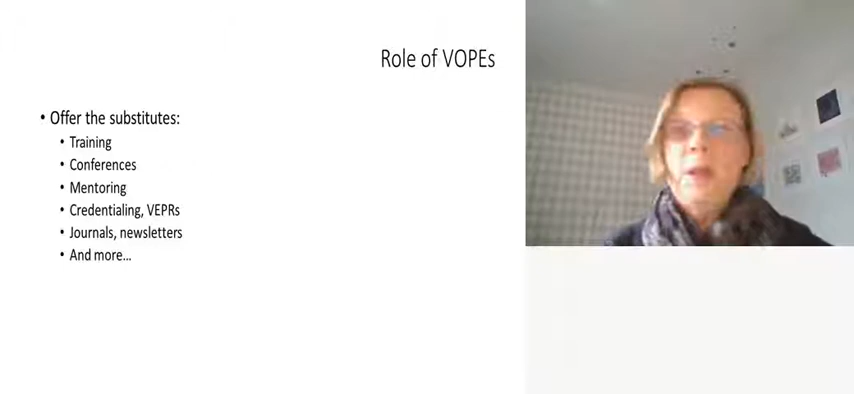 Role of VOPEs
• Offer the substitutes:
• Training
• Conferences
• Mentoring
• Credentialing, VEPRs
• Journals, newsletters
• And more...